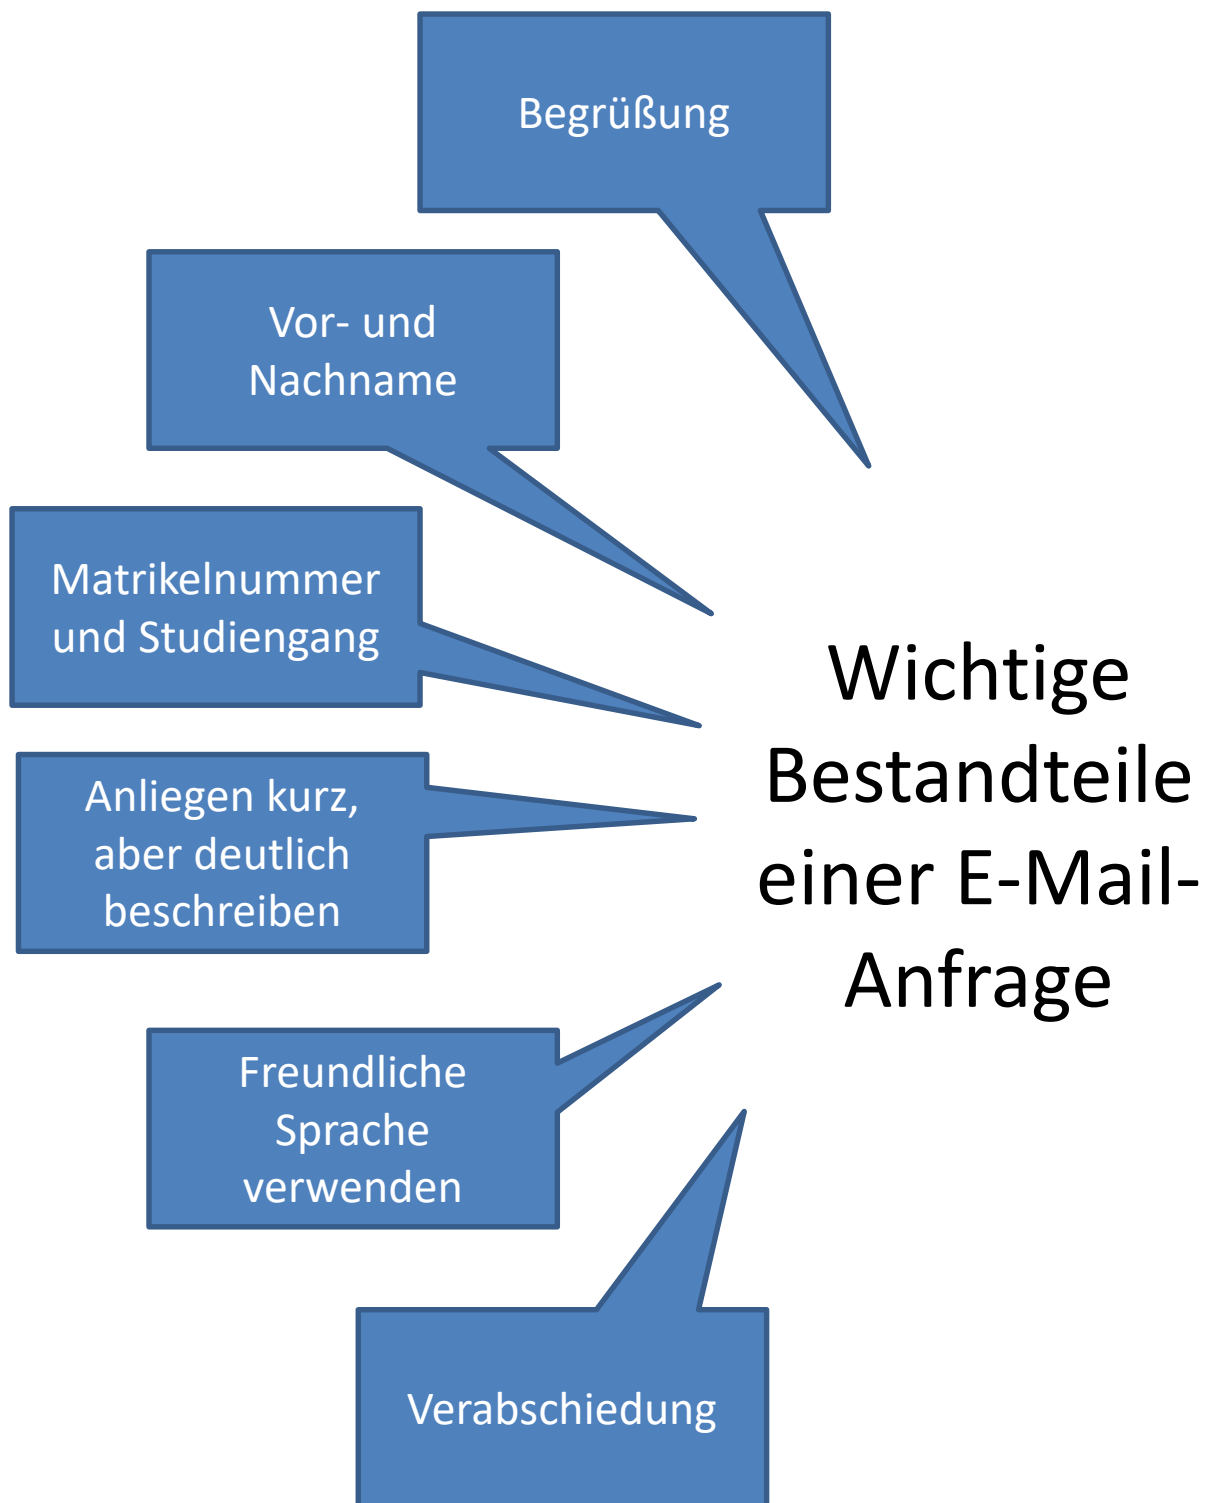 Begrüßung
Vor- und
Nachname
Matrikelnummer
und Studiengang
Anliegen kurz,
aber deutlich
beschreiben
Freundliche
Sprache
verwenden
Verabschiedung
Wichtige
Bestandteile
einer E-Mail-
Anfrage